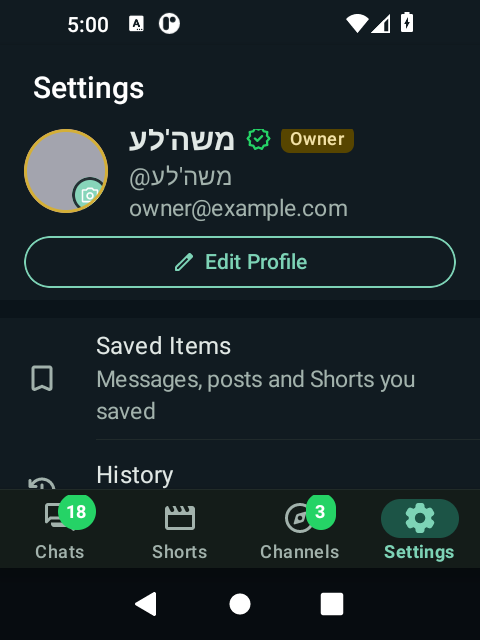 5:00
Settings
משה'לע
Owner
@משה'לע
owner@example.com
Edit Profile
Saved Items
Messages, posts and Shorts you
saved
History
18
3
Chats
Shorts
Channels
Settings